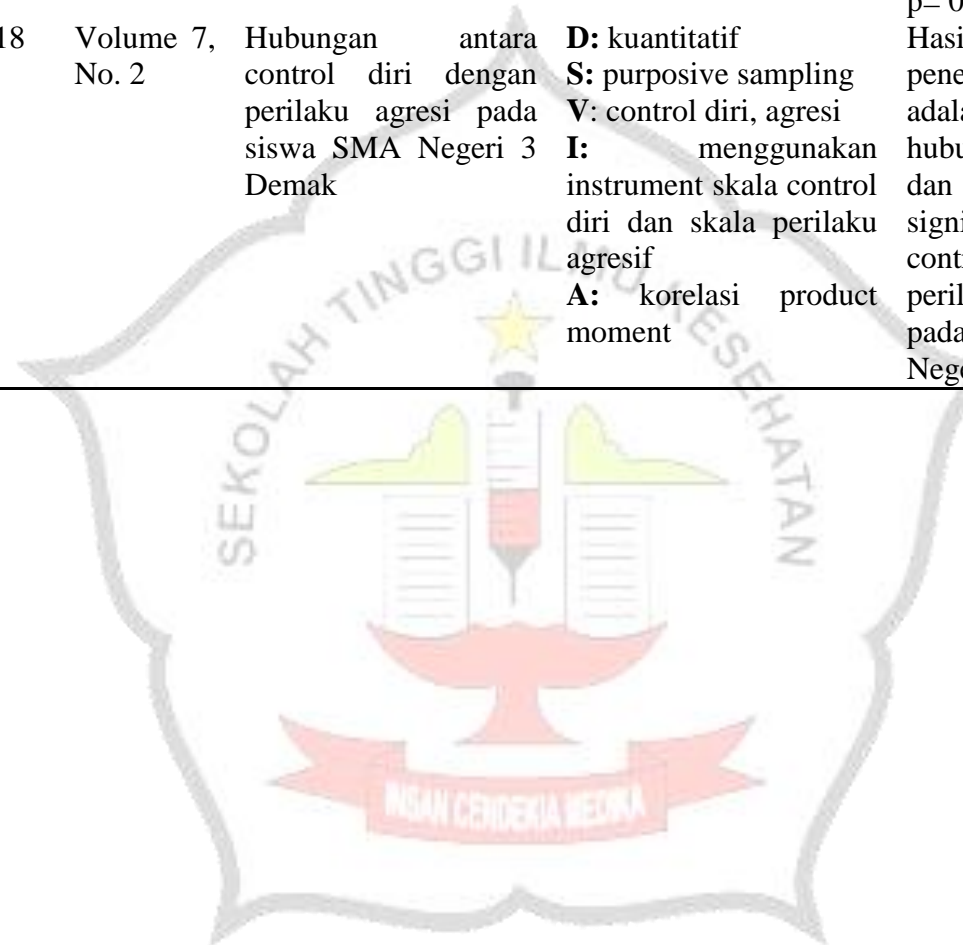 18
Volume 7,
No. 2
Hubungan antara
control diri dengan
perilaku agresi pada
siswa SMA Negeri 3
Demak
D: kuantitatif
S: purposive sampling
V: control diri, agresi
I: menggunakan
instrument skala control
diri dan skala perilaku
agresif
A: korelasi product
moment
p= 0
Hasi
pene
adala
hubu
dan
signi
cont
peril
pada
Neg
SEKOLAH TINGGI ILMU KESEHATAN
INSAN CENDEKIA MEDIKA